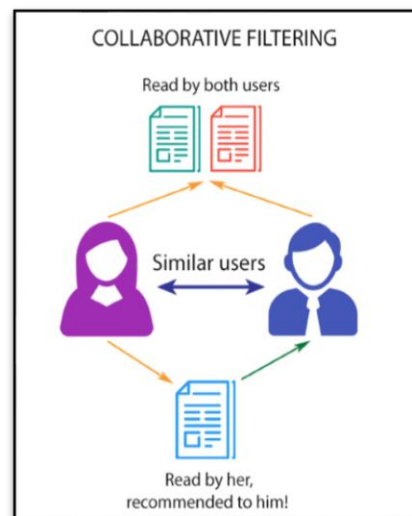 COLLABORATIVE FILTERING
Read by both users
Similar users
Read by her,
recommended to him!